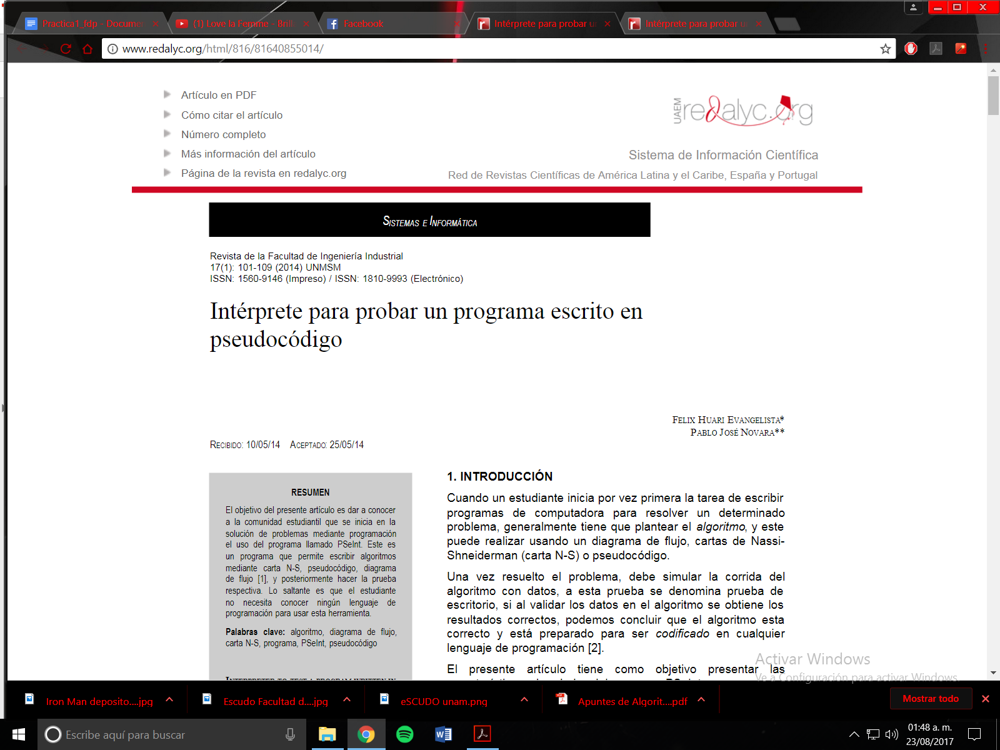 Practica1_fdp - Documen
(1) Love la Femme - Brill
Facebook
Intérprete para probar u
Intérprete para probar u
www.redalyc.org/html/816/81640855014/
Artículo en PDF
Cómo citar el artículo
Número completo
Más información del artículo
Página de la revista en redalyc.org
UAEM
redalyc.org
Sistema de Información Científica
Red de Revistas Científicas de América Latina y el Caribe, España y Portugal
SISTEMAS E INFORMÁTICA
Revista de la Facultad de Ingeniería Industrial
17(1): 101-109 (2014) UNMSM
ISSN: 1560-9146 (Impreso) / ISSN: 1810-9993 (Electrónico)
Intérprete para probar un programa escrito en
pseudocódigo
FELIX HUARI EVANGELISTA*
PABLO JOSÉ NOVARA**
RECIBIDO: 10/05/14 ACEPTADO: 25/05/14
RESUMEN
El objetivo del presente artículo es dar a conocer
a la comunidad estudiantil que se inicia en la
solución de problemas mediante programación
el uso del programa llamado PSeInt. Este es
un programa que permite escribir algoritmos
mediante carta N-S, pseudocódigo, diagrama
de flujo [1], y posteriormente hacer la prueba
respectiva. Lo saltante es que el estudiante
no necesita conocer ningún lenguaje de
programación para usar esta herramienta.
Palabras clave: algoritmo, diagrama de flujo,
carta N-S, programa, PSeInt, pseudocódigo
INTERPRETER TO TEST A PROGRAM WRITTEN IN
1. INTRODUCCIÓN
Cuando un estudiante inicia por vez primera la tarea de escribir
programas de computadora para resolver un determinado
problema, generalmente tiene que plantear el algoritmo, y este
puede realizar usando un diagrama de flujo, cartas de Nassi-
Shneiderman (carta N-S) o pseudocódigo.
Una vez resuelto el problema, debe simular la corrida del
algoritmo con datos, a esta prueba se denomina prueba de
escritorio, si al validar los datos en el algoritmo se obtiene los
resultados correctos, podemos concluir que el algoritmo esta
correcto y está preparado para ser codificado en cualquier
lenguaje de programación [2].
El presente artículo tiene como objetivo presentar las
Activar Windows
Ve a Configuración para activar Windows.
Iron Man deposito....jpg
Escudo Facultad d....jpg
eSCUDO unam.png
Apuntes de Algorit....pdf
Mostrar todo
Escribe aquí para buscar
01:48 a. m.
23/08/2017